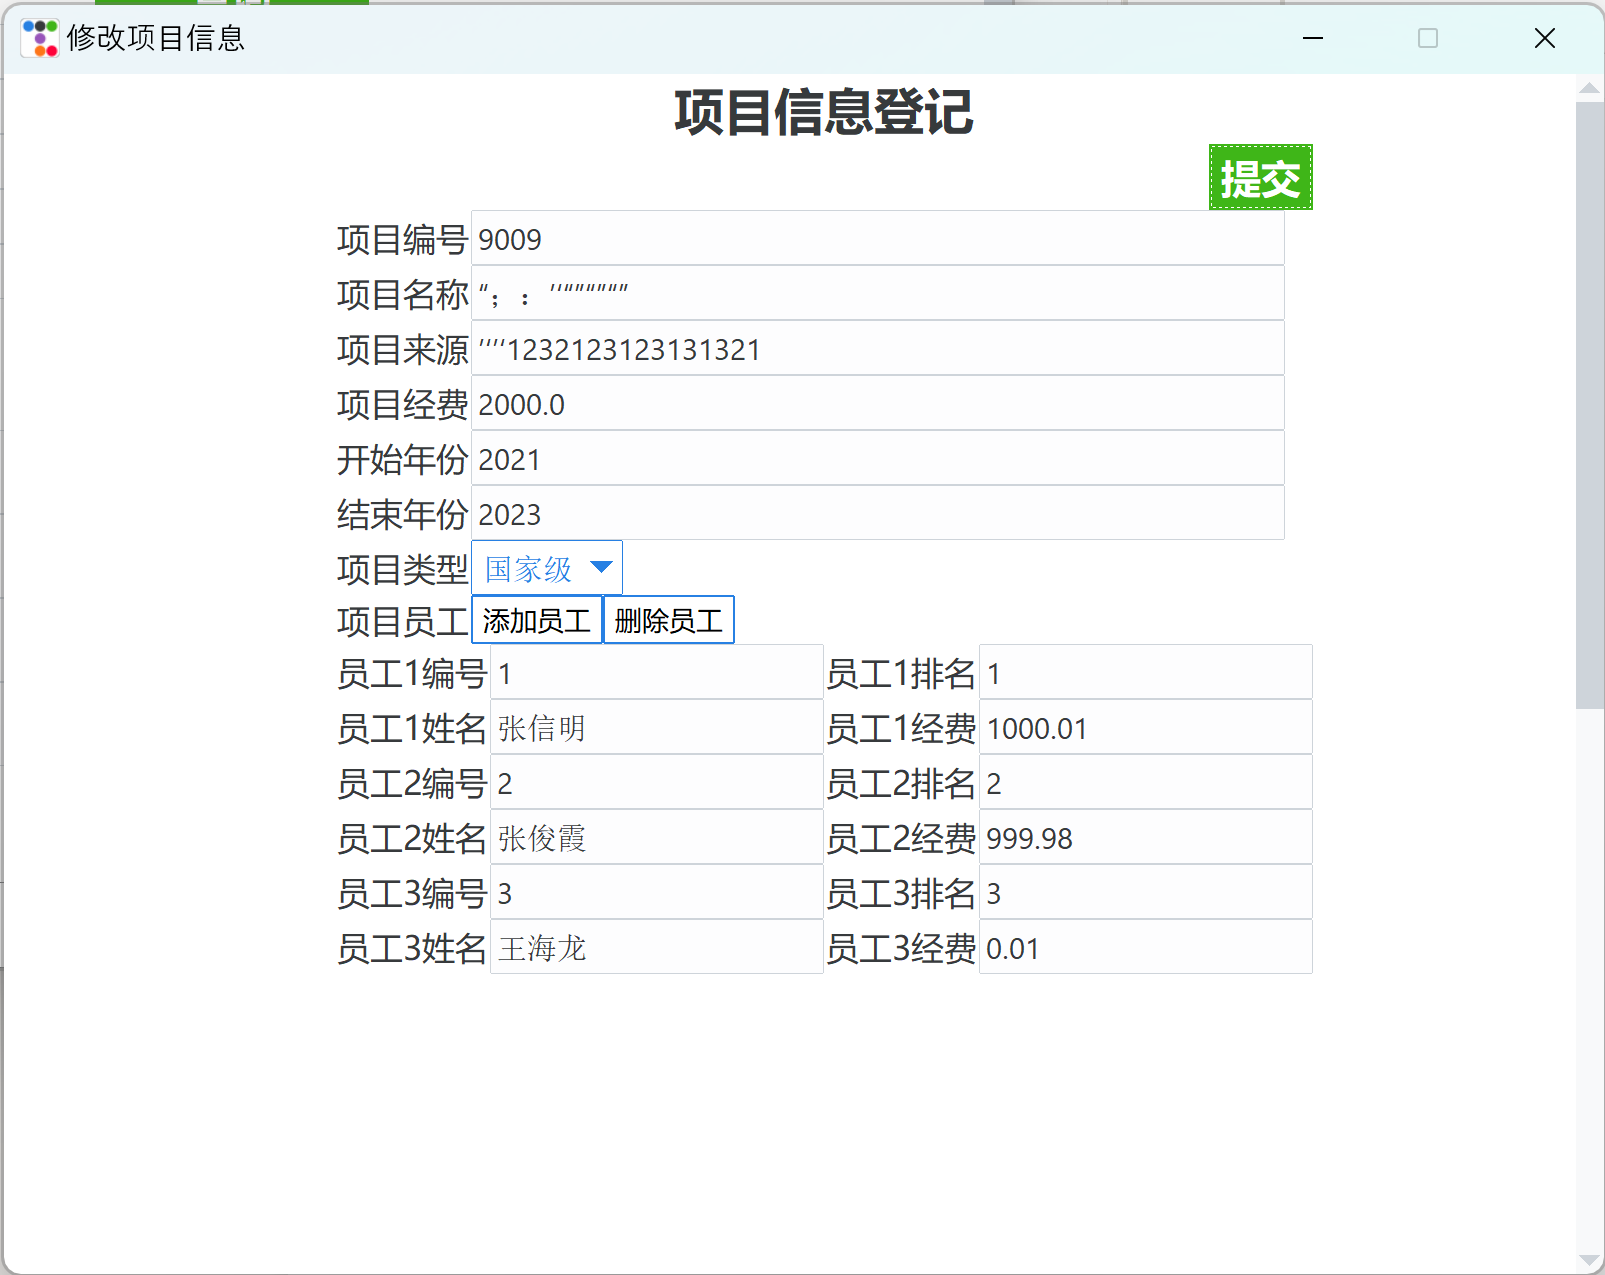 修改项目信息
项目信息登记
提交
项目编号 9009
项目名称 “；：’‘“”“”“”
项目来源 ’’‘‘1232123123131321
项目经费 2000.0
开始年份 2021
结束年份 2023
项目类型 国家级
项目员工 添加员工 删除员工
员工1编号 1 员工1排名 1
员工1姓名 张信明 员工1经费 1000.01
员工2编号 2 员工2排名 2
员工2姓名 张俊霞 员工2经费 999.98
员工3编号 3 员工3排名 3
员工3姓名 王海龙 员工3经费 0.01